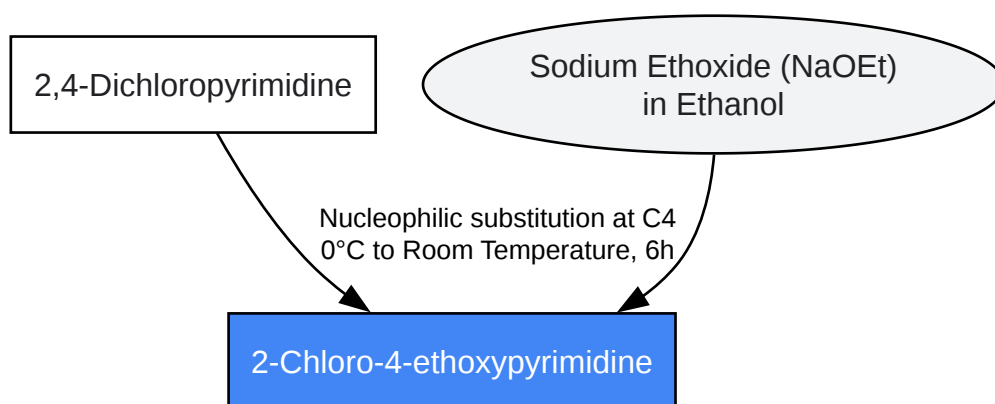 2,4-Dichloropyrimidine
Sodium Ethoxide (NaOEt)
in Ethanol
Nucleophilic substitution at C4
0°C to Room Temperature, 6h
2-Chloro-4-ethoxypyrimidine